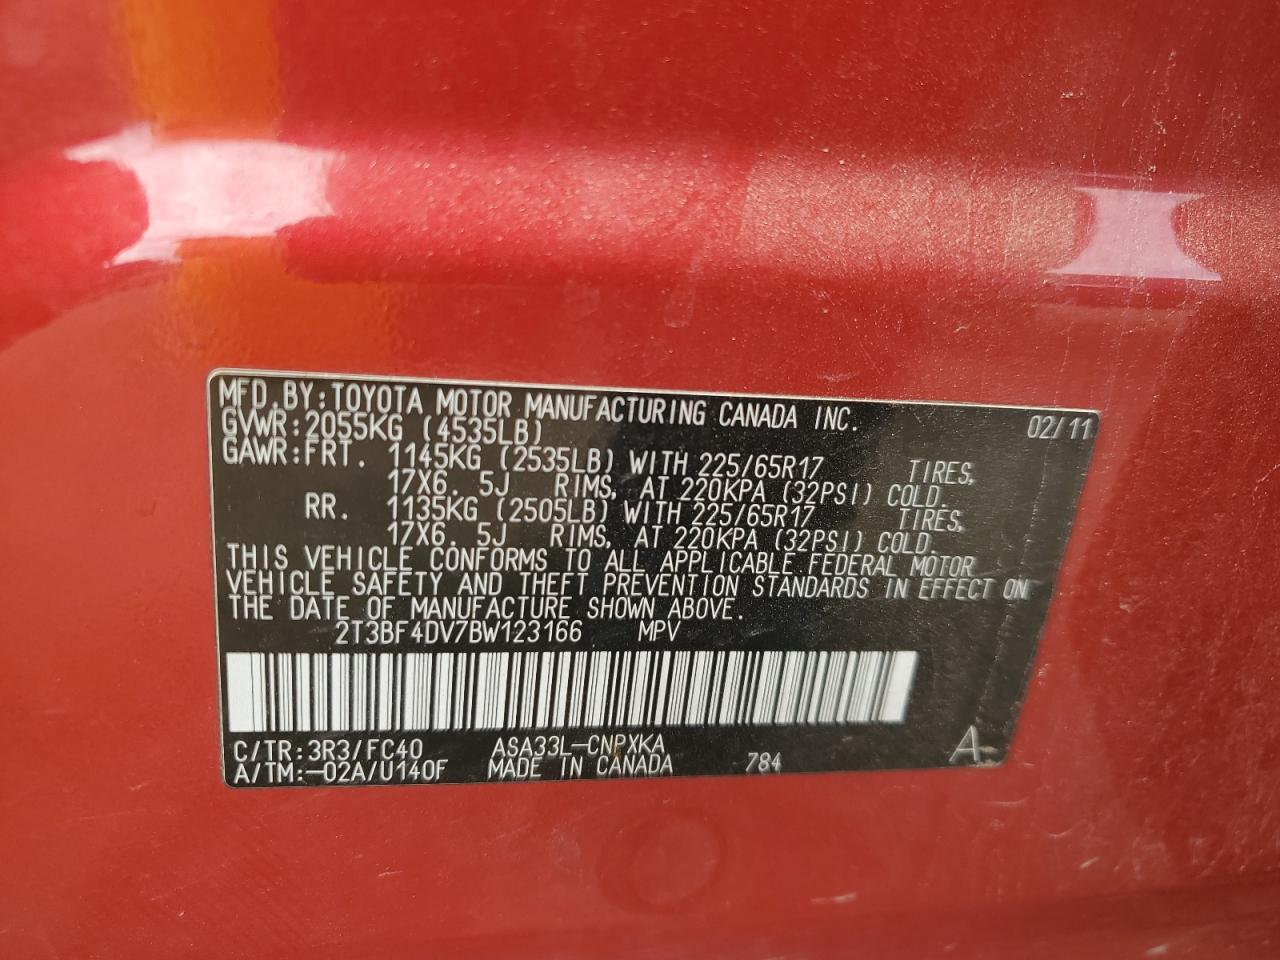 MFD.BY:TOYOTA MOTOR MANUFACTURING CANADA INC.
GVWR:2055KG (4535LB) 02/11
GAWR:FRT. 1145KG (2535LB) WITH 225/65R17 TIRES,
17X6. 5J RIMS, AT 220KPA (32PSI) COLD.
RR. 1135KG (2505LB) WITH 225/65R17 TIRES,
17X6. 5J RIMS, AT 220KPA (32PSI) COLD.
THIS VEHICLE CONFORMS TO ALL APPLICABLE FEDERAL MOTOR
VEHICLE SAFETY AND THEFT PREVENTION STANDARDS IN EFFECT ON
THE DATE OF MANUFACTURE SHOWN ABOVE.
2T3BF4DV7BW123166 MPV
C/TR:3R3/FC40 ASA33L-CNPXKA
A/TM:-02A/U140F MADE IN CANADA 784 A